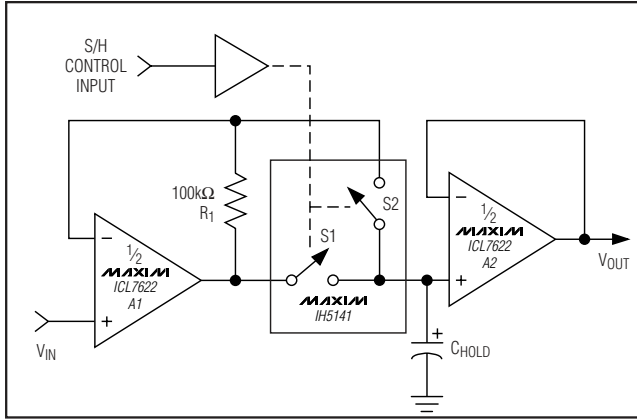 S/H
CONTROL
INPUT
100kΩ
R1
S2
S1
−
1/2
MAXIM
ICL7622
A1
+
VIN
MAXIM
IH5141
−
1/2
MAXIM
ICL7622
A2
+
VOUT
+
CHOLD